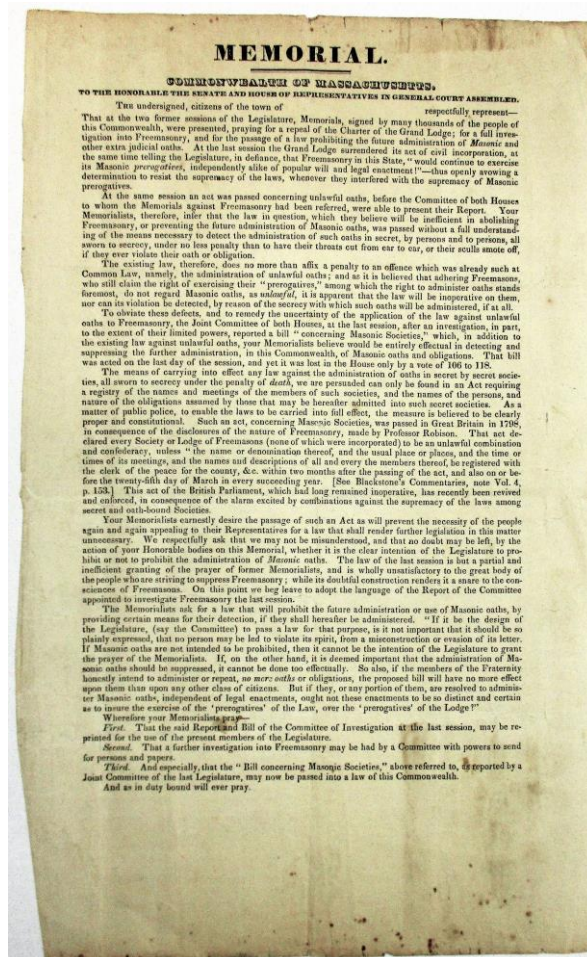 MEMORIAL.
COMMONWEALTH OF MASSACHUSETTS.
TO THE HONORABLE THE SENATE AND HOUSE OF REPRESENTATIVES IN GENERAL COURT ASSEMBLED.
THE undersigned, citizens of the town of respectfully represent—
That at the two former sessions of the Legislature, Memorials, signed by many thousands of the people of
this Commonwealth, were presented, praying for a repeal of the Charter of the Grand Lodge; for a full inves-
tigation into Freemasonry, and for the passage of a law prohibiting the future administration of Masonic and
other extra judicial oaths. At the last session the Grand Lodge surrendered its act of civil incorporation, at
the same time telling the Legislature, in defiance, that Freemasonry in this State, "would continue to exercise
its Masonic prerogatives, independently alike of popular will and legal enactment!"—thus openly avowing a
determination to resist the supremacy of the laws, whenever they interfered with the supremacy of Masonic
prerogatives.
At the same session an act was passed concerning unlawful oaths, before the Committee of both Houses
to whom the Memorials against Freemasonry had been referred, were able to present their Report. Your
Memorialists, therefore, infer that the law in question, which they believe will be inefficient in abolishing
Freemasonry, or preventing the future administration of Masonic oaths, was passed without a full understand-
ing of the means necessary to detect the administration of such oaths in secret, by persons and to persons, all
sworn to secrecy, under no less penalty than to have their throats cut from ear to ear, or their sculls smote off,
if they ever violate their oath or obligation.
The existing law, therefore, does no more than affix a penalty to an offence which was already such at
Common Law, namely, the administration of unlawful oaths; and as it is believed that adhering Freemasons,
who still claim the right of exercising their "prerogatives," among which the right to administer oaths stands
foremost, do not regard Masonic oaths, as unlawful, it is apparent that the law will be inoperative on them,
nor can its violation be detected, by reason of the secrecy with which such oaths will be administered, if at all.
To obviate these defects, and to remedy the uncertainty of the application of the law against unlawful
oaths to Freemasonry, the Joint Committee of both Houses, at the last session, after an investigation, in part,
to the extent of their limited powers, reported a bill "concerning Masonic Societies," which, in addition to
the existing law against unlawful oaths, your Memorialists believe would be entirely effectual in detecting and
suppressing the further administration, in this Commonwealth, of Masonic oaths and obligations. That bill
was acted on the last day of the session, and yet it was lost in the House only by a vote of 106 to 118.
The means of carrying into effect any law against the administration of oaths in secret by secret socie-
ties, all sworn to secrecy under the penalty of death, we are persuaded can only be found in an Act requiring
a registry of the names and meetings of the members of such societies, and the names of the persons, and
nature of the obligations assumed by those that may be hereafter admitted into such secret societies. As a
matter of public police, to enable the laws to be carried into full effect, the measure is believed to be clearly
proper and constitutional. Such an act, concerning Masonic Societies, was passed in Great Britain in 1798,
in consequence of the disclosures of the nature of Freemasonry, made by Professor Robison. That act de-
clared every Society or Lodge of Freemasons (none of which were incorporated) to be an unlawful combination
and confederacy, unless "the name or denomination thereof, and the usual place or places, and the time or
times of its meetings, and the names and descriptions of all and every the members thereof, be registered with
the clerk of the peace for the county, &c. within two months after the passing of the act, and also on or be-
fore the twenty-fifth day of March in every succeeding year. [See Blackstone's Commentaries, note Vol. 4,
p. 153.] This act of the British Parliament, which had long remained inoperative, has recently been revived
and enforced, in consequence of the alarm excited by combinations against the supremacy of the laws among
secret and oath-bound Societies.
Your Memorialists earnestly desire the passage of such an Act as will prevent the necessity of the people
again and again appealing to their Representatives for a law that shall render further legislation in this matter
unnecessary. We respectfully ask that we may not be misunderstood, and that no doubt may be left, by the
action of your Honorable bodies on this Memorial, whether it is the clear intention of the Legislature to pro-
hibit or not to prohibit the administration of Masonic oaths. The law of the last session is but a partial and
inefficient granting of the prayer of former Memorialists, and is wholly unsatisfactory to the great body of
the people who are striving to suppress Freemasonry; while its doubtful construction renders it a snare to the con-
sciences of Freemasons. On this point we beg leave to adopt the language of the Report of the Committee
appointed to investigate Freemasonry the last session.
The Memorialists ask for a law that will prohibit the future administration or use of Masonic oaths, by
providing certain means for their detection, if they shall hereafter be administered. "If it be the design of
the Legislature, (say the Committee) to pass a law for that purpose, is it not important that it should be so
plainly expressed, that no person may be led to violate its spirit, from a misconstruction or evasion of its letter.
If Masonic oaths are not intended to be prohibited, then it cannot be the intention of the Legislature to grant
the prayer of the Memorialists. If, on the other hand, it is deemed important that the administration of Ma-
sonic oaths should be suppressed, it cannot be done too effectually. So also, if the members of the Fraternity
honestly intend to administer or repeat, no more oaths or obligations, the proposed bill will have no more effect
upon them than upon any other class of citizens. But if they, or any portion of them, are resolved to adminis-
ter Masonic oaths, independent of legal enactments, ought not these enactments to be so distinct and certain
as to insure the exercise of the 'prerogatives' of the Law, over the 'prerogatives' of the Lodge?"
Wherefore your Memorialists pray—
First. That the said Report and Bill of the Committee of Investigation at the last session, may be re-
printed for the use of the present members of the Legislature.
Second. That a further investigation into Freemasonry may be had by a Committee with powers to send
for persons and papers.
Third. And especially, that the "Bill concerning Masonic Societies," above referred to, as reported by a
Joint Committee of the last Legislature, may now be passed into a law of this Commonwealth.
And as in duty bound will ever pray.